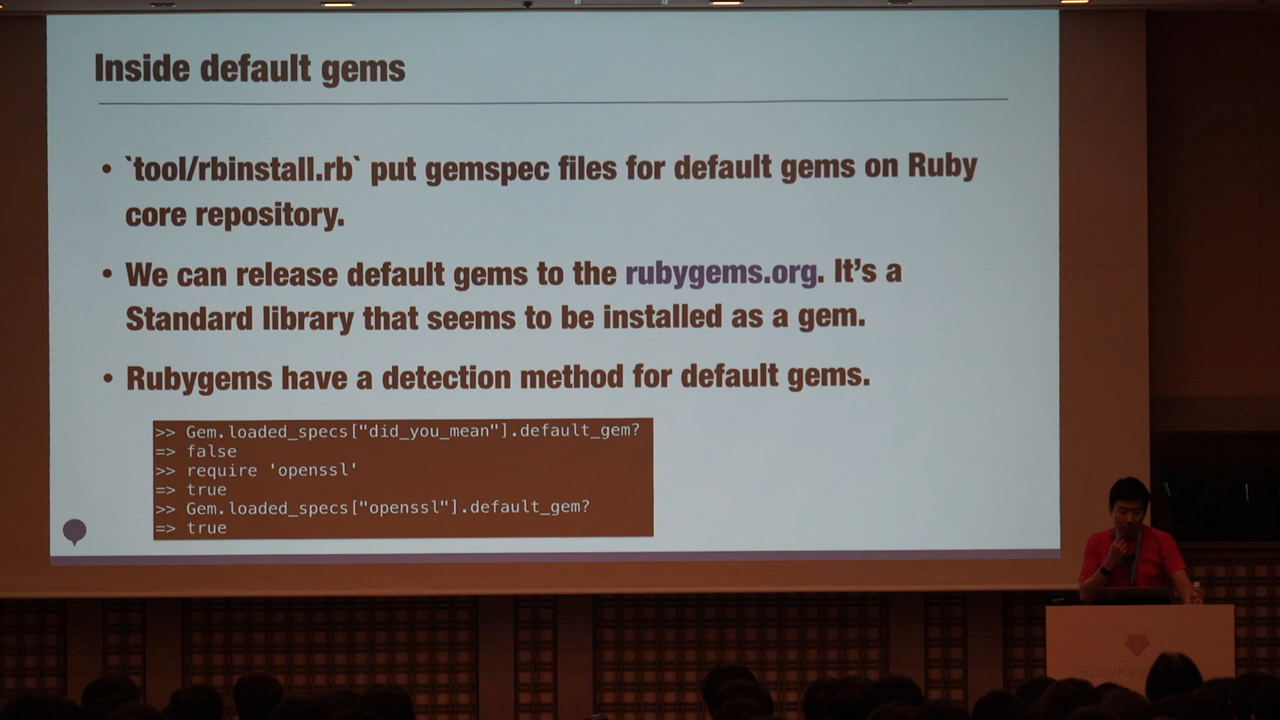 Inside default gems
• `tool/rbinstall.rb` put gemspec files for default gems on Ruby
core repository.
• We can release default gems to the rubygems.org. It’s a
Standard library that seems to be installed as a gem.
• Rubygems have a detection method for default gems.
>> Gem.loaded_specs["did_you_mean"].default_gem?
=> false
>> require 'openssl'
=> true
>> Gem.loaded_specs["openssl"].default_gem?
=> true